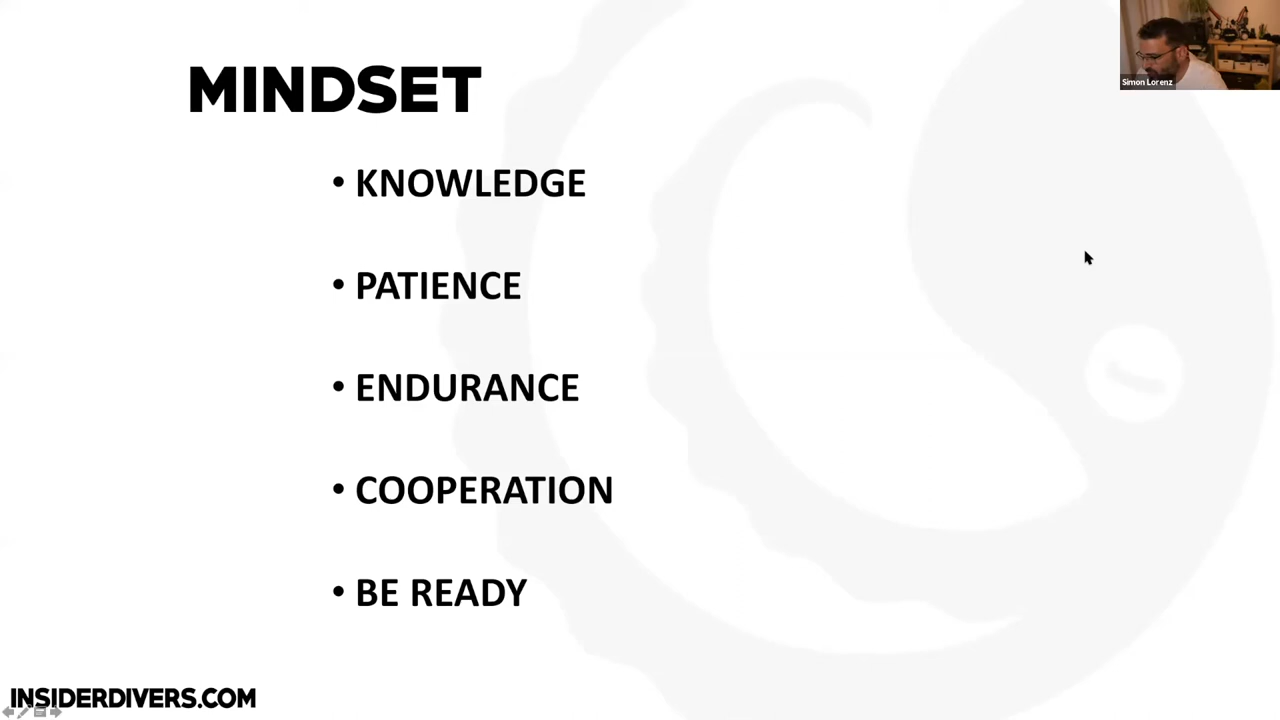 MINDSET
Simon Lorenz
• KNOWLEDGE
• PATIENCE
• ENDURANCE
• COOPERATION
• BE READY
INSIDERDIVERS.COM